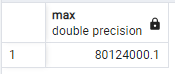 max
double precision
1 80124000.1